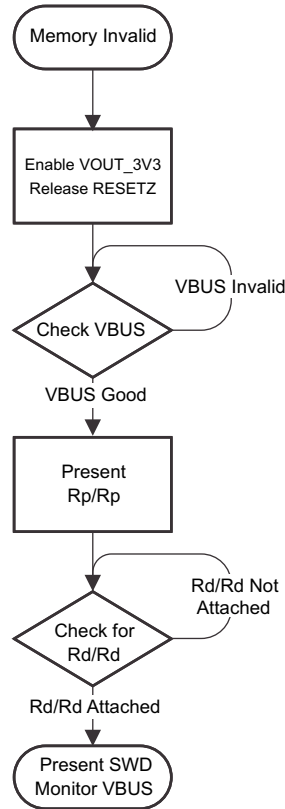 Memory Invalid
Enable VOUT_3V3
Release RESETZ
VBUS Invalid
Check VBUS
VBUS Good
Present
Rp/Rp
Rd/Rd Not
Attached
Check for
Rd/Rd
Rd/Rd Attached
Present SWD
Monitor VBUS